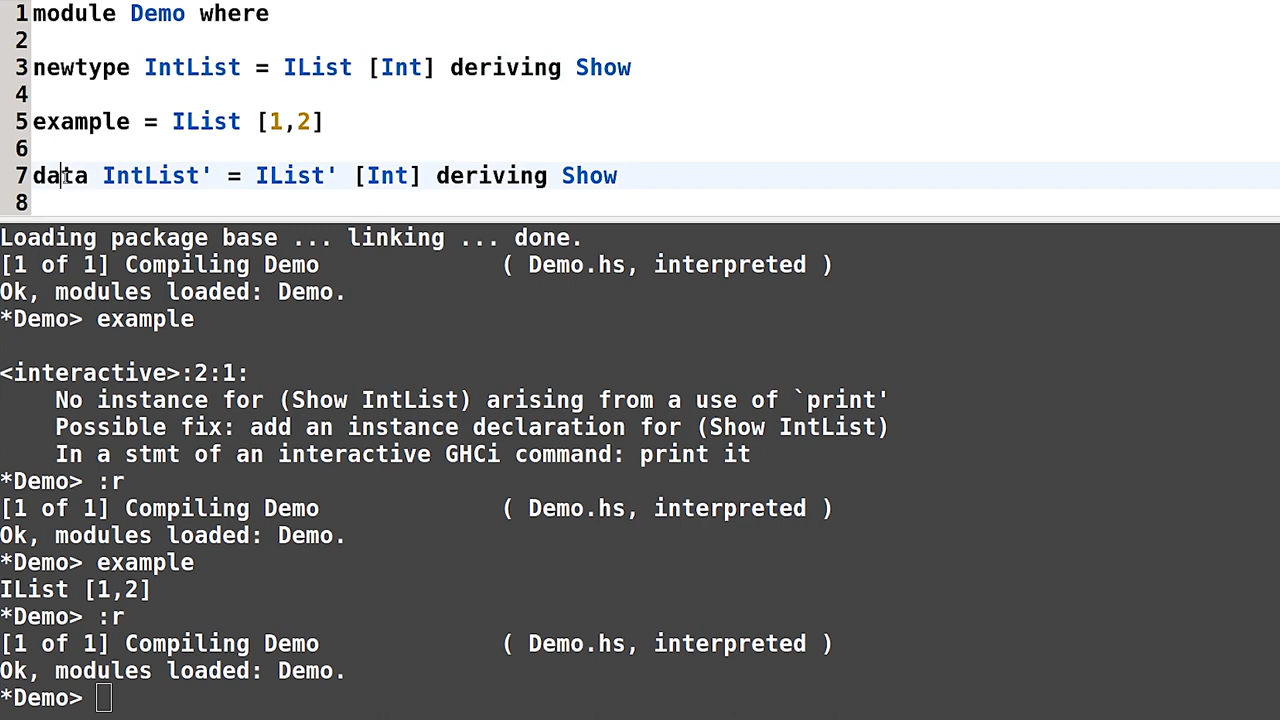 1 module Demo where
2
3 newtype IntList = IList [Int] deriving Show
4
5 example = IList [1,2]
6
7 data IntList' = IList' [Int] deriving Show
8
Loading package base ... linking ... done.
[1 of 1] Compiling Demo             ( Demo.hs, interpreted )
Ok, modules loaded: Demo.
*Demo> example
<interactive>:2:1:
    No instance for (Show IntList) arising from a use of `print'
    Possible fix: add an instance declaration for (Show IntList)
    In a stmt of an interactive GHCi command: print it
*Demo> :r
[1 of 1] Compiling Demo             ( Demo.hs, interpreted )
Ok, modules loaded: Demo.
*Demo> example
IList [1,2]
*Demo> :r
[1 of 1] Compiling Demo             ( Demo.hs, interpreted )
Ok, modules loaded: Demo.
*Demo>